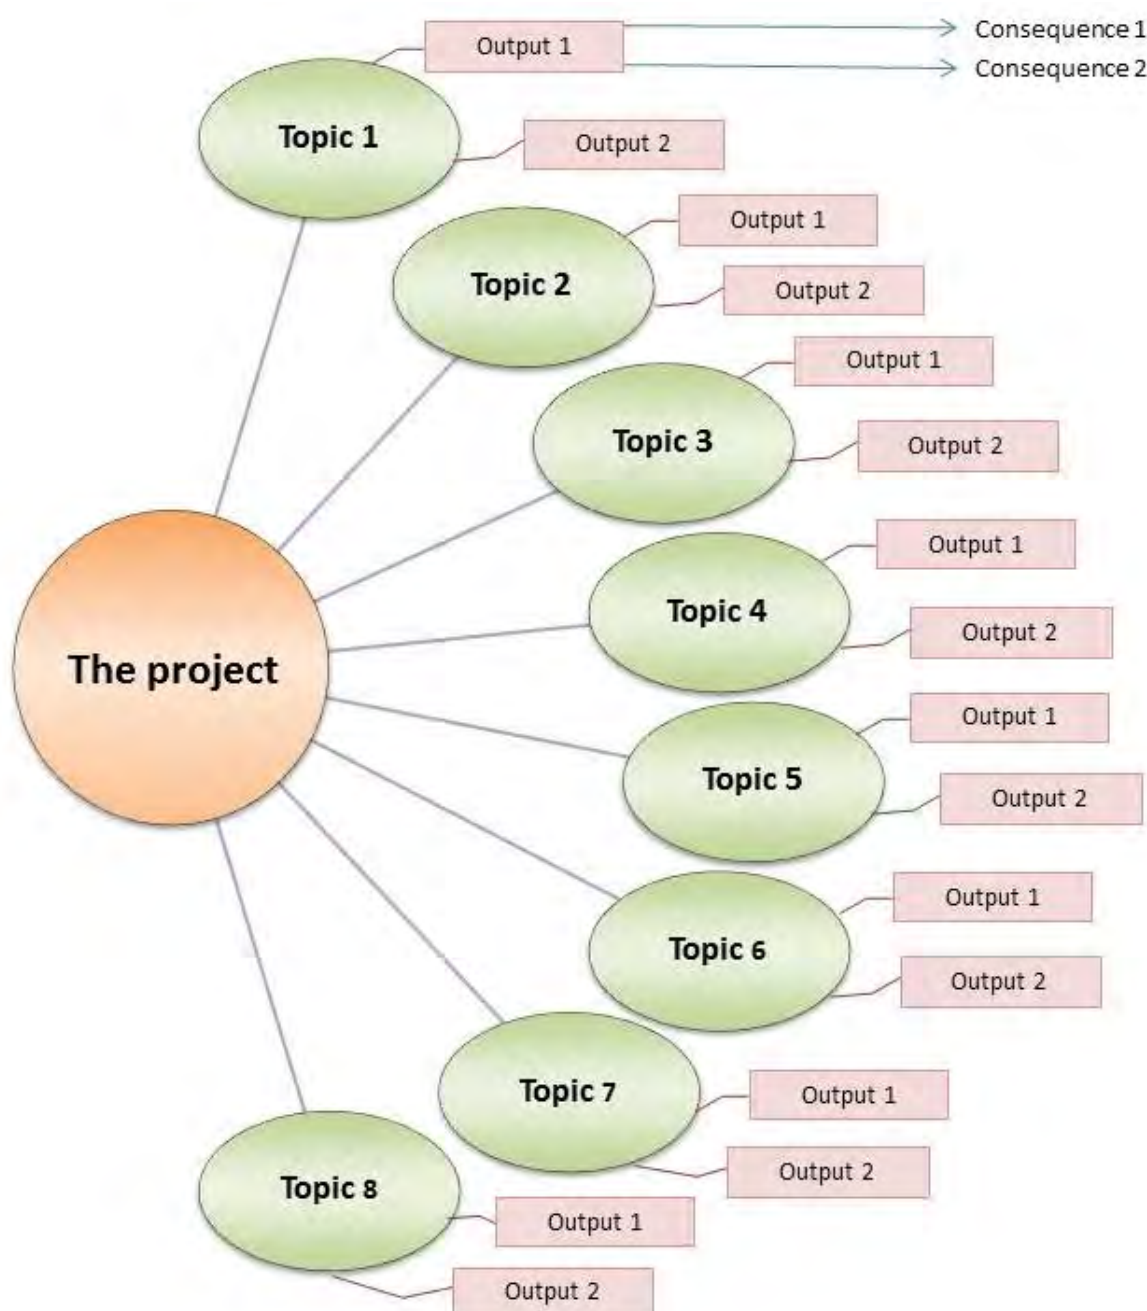 Output 1
Consequence 1
Consequence 2
Topic 1
Output 2
Topic 2
Output 1
Output 2
Topic 3
Output 1
Output 2
Topic 4
Output 1
Output 2
The project
Topic 5
Output 1
Output 2
Topic 6
Output 1
Output 2
Topic 7
Output 1
Output 2
Topic 8
Output 1
Output 2